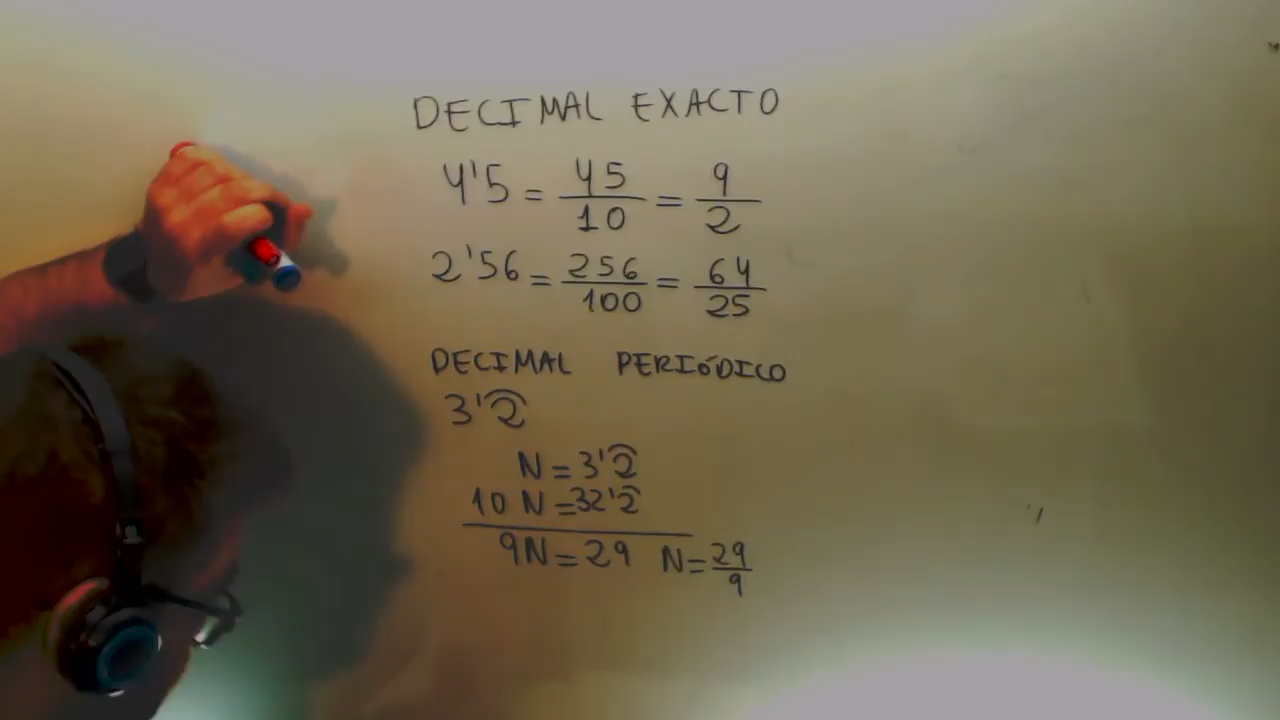 DECIMAL EXACTO
4'5 = 45/10 = 9/2
2'56 = 256/100 = 64/25
DECIMAL PERIÓDICO
3'2̑
N = 3'2̑
10 N = 32'2̑
9N = 29 N = 29/9